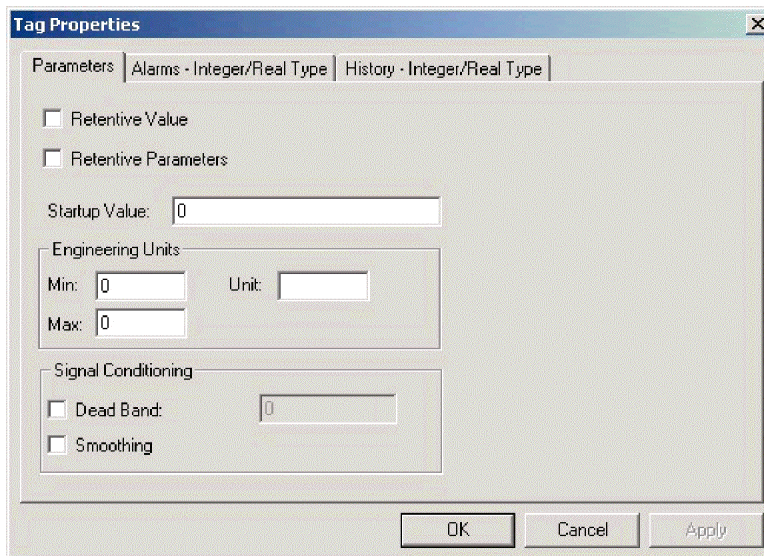 Tag Properties
Parameters
Alarms - Integer/Real Type
History - Integer/Real Type
Retentive Value
Retentive Parameters
Startup Value: 0
Engineering Units
Min: 0 Unit:
Max: 0
Signal Conditioning
Dead Band: 0
Smoothing
OK Cancel Apply